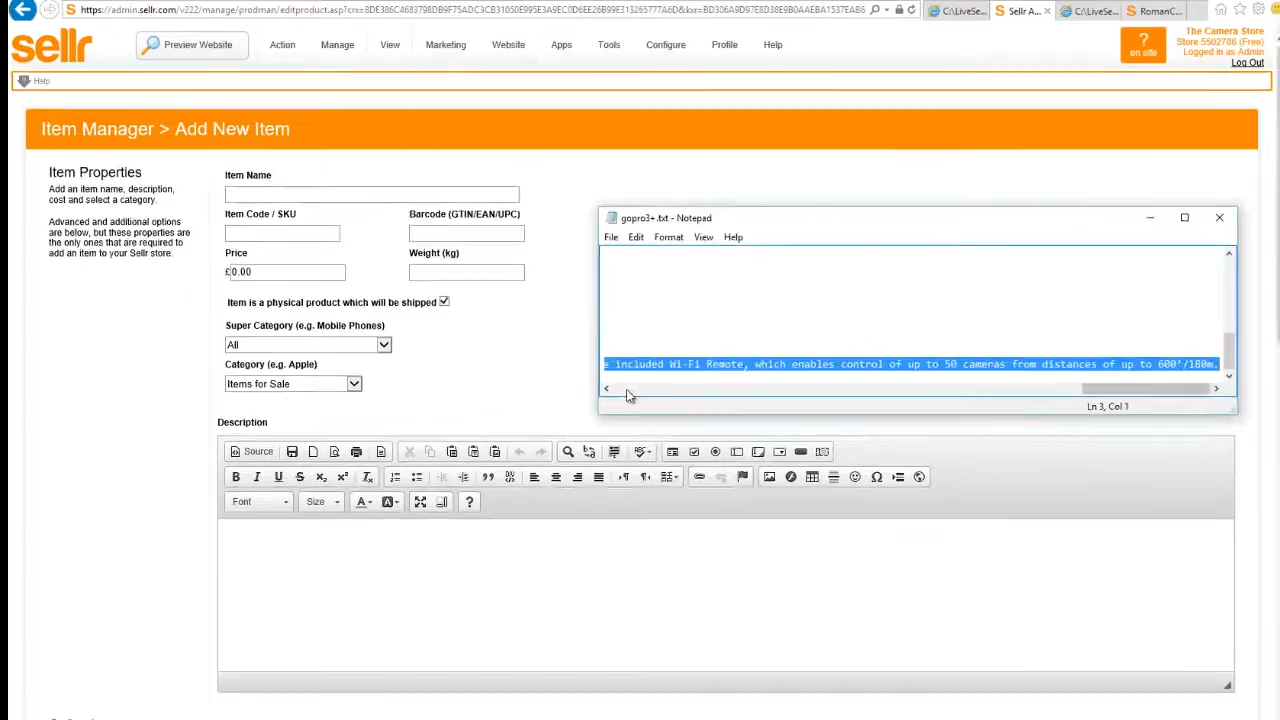 https://admin.sellr.com/v222/manage/prodman/editproduct.asp?crx=
C:\LiveSe...
Sellr A...
C:\LiveSe...
RomanC...
sellr
Preview Website
Action
Manage
View
Marketing
Website
Apps
Tools
Configure
Profile
Help
?
on site
The Camera Store
Store 5502786 (Free)
Logged in as Admin
Log Out
Help
Item Manager > Add New Item
Item Properties
Add an item name, description,
cost and select a category.
Advanced and additional options
are below, but these properties are
the only ones that are required to
add an item to your Sellr store.
Item Name
Item Code / SKU
Barcode (GTIN/EAN/UPC)
Price
Weight (kg)
£0.00
Item is a physical product which will be shipped
Super Category (e.g. Mobile Phones)
All
Category (e.g. Apple)
Items for Sale
gopro3+.txt - Notepad
File Edit Format View Help
e included Wi-Fi Remote, which enables control of up to 50 cameras from distances of up to 600'/180m.
Ln 3, Col 1
Description
Source
Font
Size